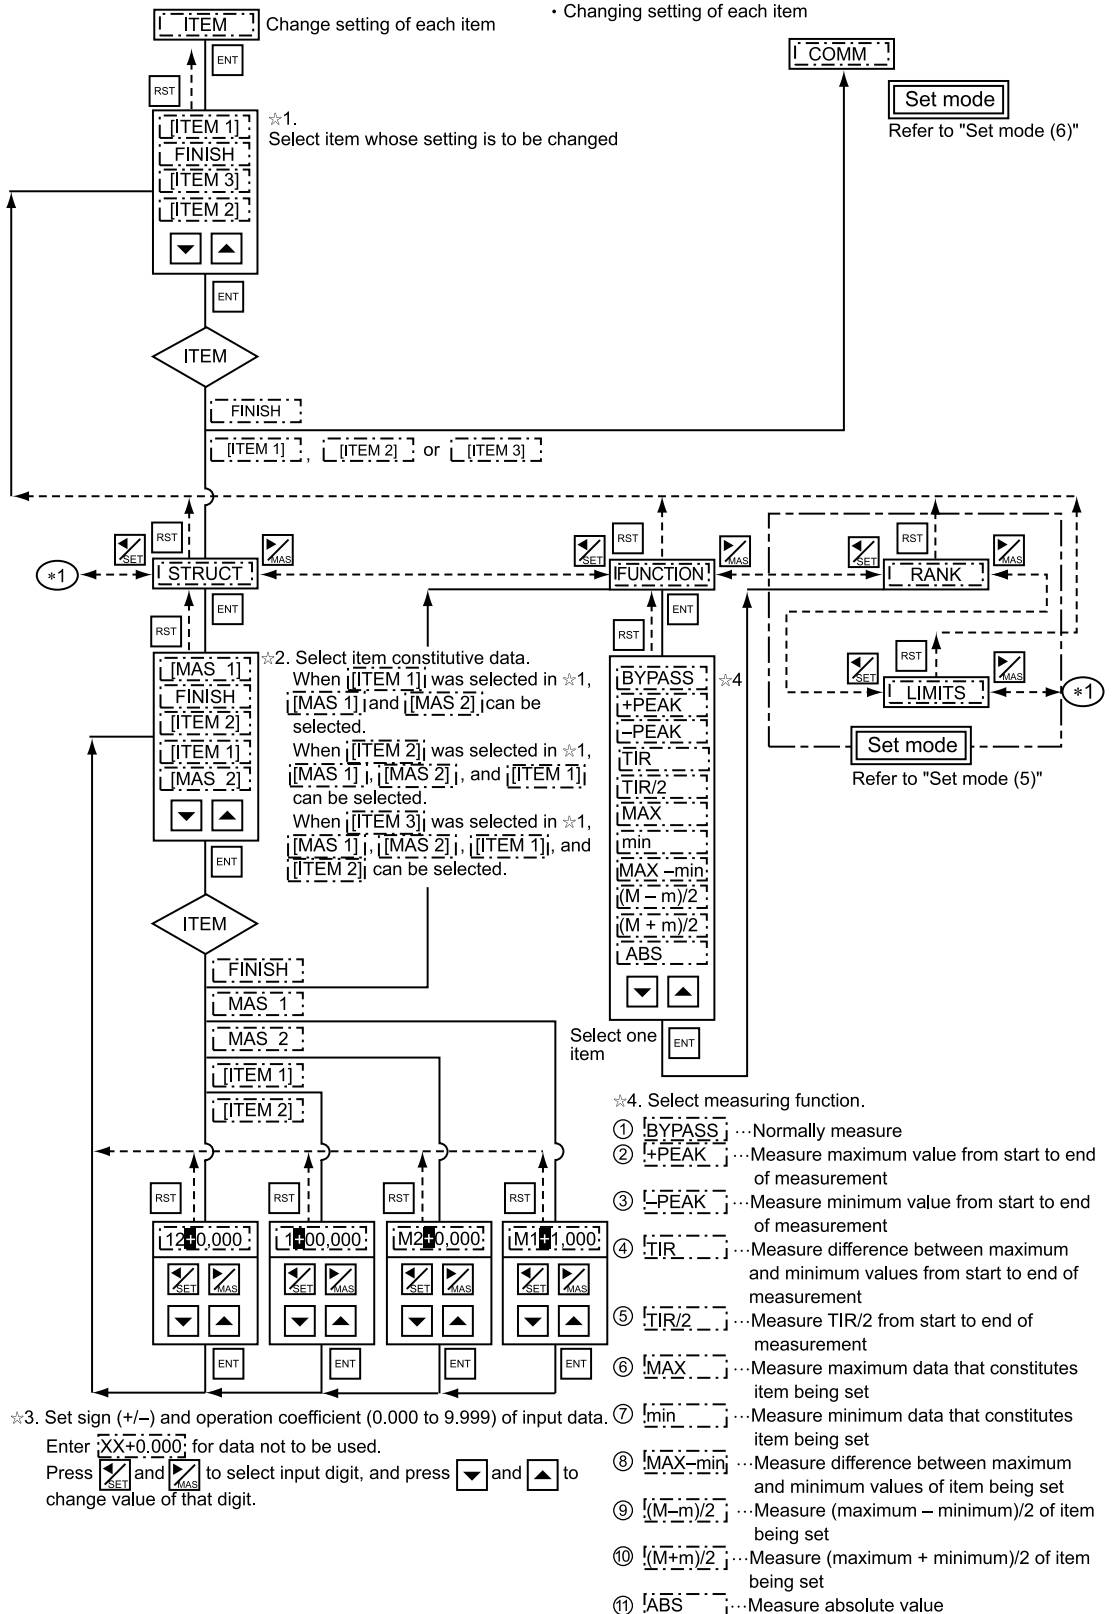 • Changing setting of each item
ITEM Change setting of each item
ENT
COMM
RST
Set mode
Refer to "Set mode (6)"
[ITEM 1]
FINISH
[ITEM 3]
[ITEM 2]
☆1.
Select item whose setting is to be changed
▼ ▲
ENT
ITEM
FINISH
[ITEM 1] , [ITEM 2] or [ITEM 3]
◀/SET RST ▶/MAS
∗1 STRUCT
ENT
◀/SET RST ▶/MAS
FUNCTION
ENT
◀/SET RST ▶/MAS
RANK
◀/SET RST ▶/MAS
LIMITS ∗1
Set mode
Refer to "Set mode (5)"
RST
[MAS 1]
FINISH
[ITEM 2]
[ITEM 1]
[MAS 2]
▼ ▲
ENT
☆2. Select item constitutive data.
When [ITEM 1] was selected in ☆1,
[MAS 1] and [MAS 2] can be
selected.
When [ITEM 2] was selected in ☆1,
[MAS 1] , [MAS 2] , and [ITEM 1]
can be selected.
When [ITEM 3] was selected in ☆1,
[MAS 1] , [MAS 2] , [ITEM 1] , and
[ITEM 2] can be selected.
RST
BYPASS ☆4
+PEAK
–PEAK
TIR
TIR/2
MAX
min
MAX –min
(M – m)/2
(M + m)/2
ABS
▼ ▲
Select one
item
ENT
ITEM
FINISH
MAS 1
MAS 2
[ITEM 1]
[ITEM 2]
RST RST RST RST
12+0,000 1+00,000 M2+0,000 M1+1,000
◀/SET ▶/MAS ◀/SET ▶/MAS ◀/SET ▶/MAS ◀/SET ▶/MAS
▼ ▲ ▼ ▲ ▼ ▲ ▼ ▲
ENT ENT ENT ENT
☆3. Set sign (+/–) and operation coefficient (0.000 to 9.999) of input data.
Enter XX+0.000 for data not to be used.
Press ◀/SET and ▶/MAS to select input digit, and press ▼ and ▲ to
change value of that digit.
☆4. Select measuring function.
① BYPASS ···Normally measure
② +PEAK ···Measure maximum value from start to end
of measurement
③ –PEAK ···Measure minimum value from start to end
of measurement
④ TIR ···Measure difference between maximum
and minimum values from start to end of
measurement
⑤ TIR/2 ···Measure TIR/2 from start to end of
measurement
⑥ MAX ···Measure maximum data that constitutes
item being set
⑦ min ···Measure minimum data that constitutes
item being set
⑧ MAX–min ···Measure difference between maximum
and minimum values of item being set
⑨ (M–m)/2 ···Measure (maximum – minimum)/2 of item
being set
⑩ (M+m)/2 ···Measure (maximum + minimum)/2 of item
being set
⑪ ABS ···Measure absolute value